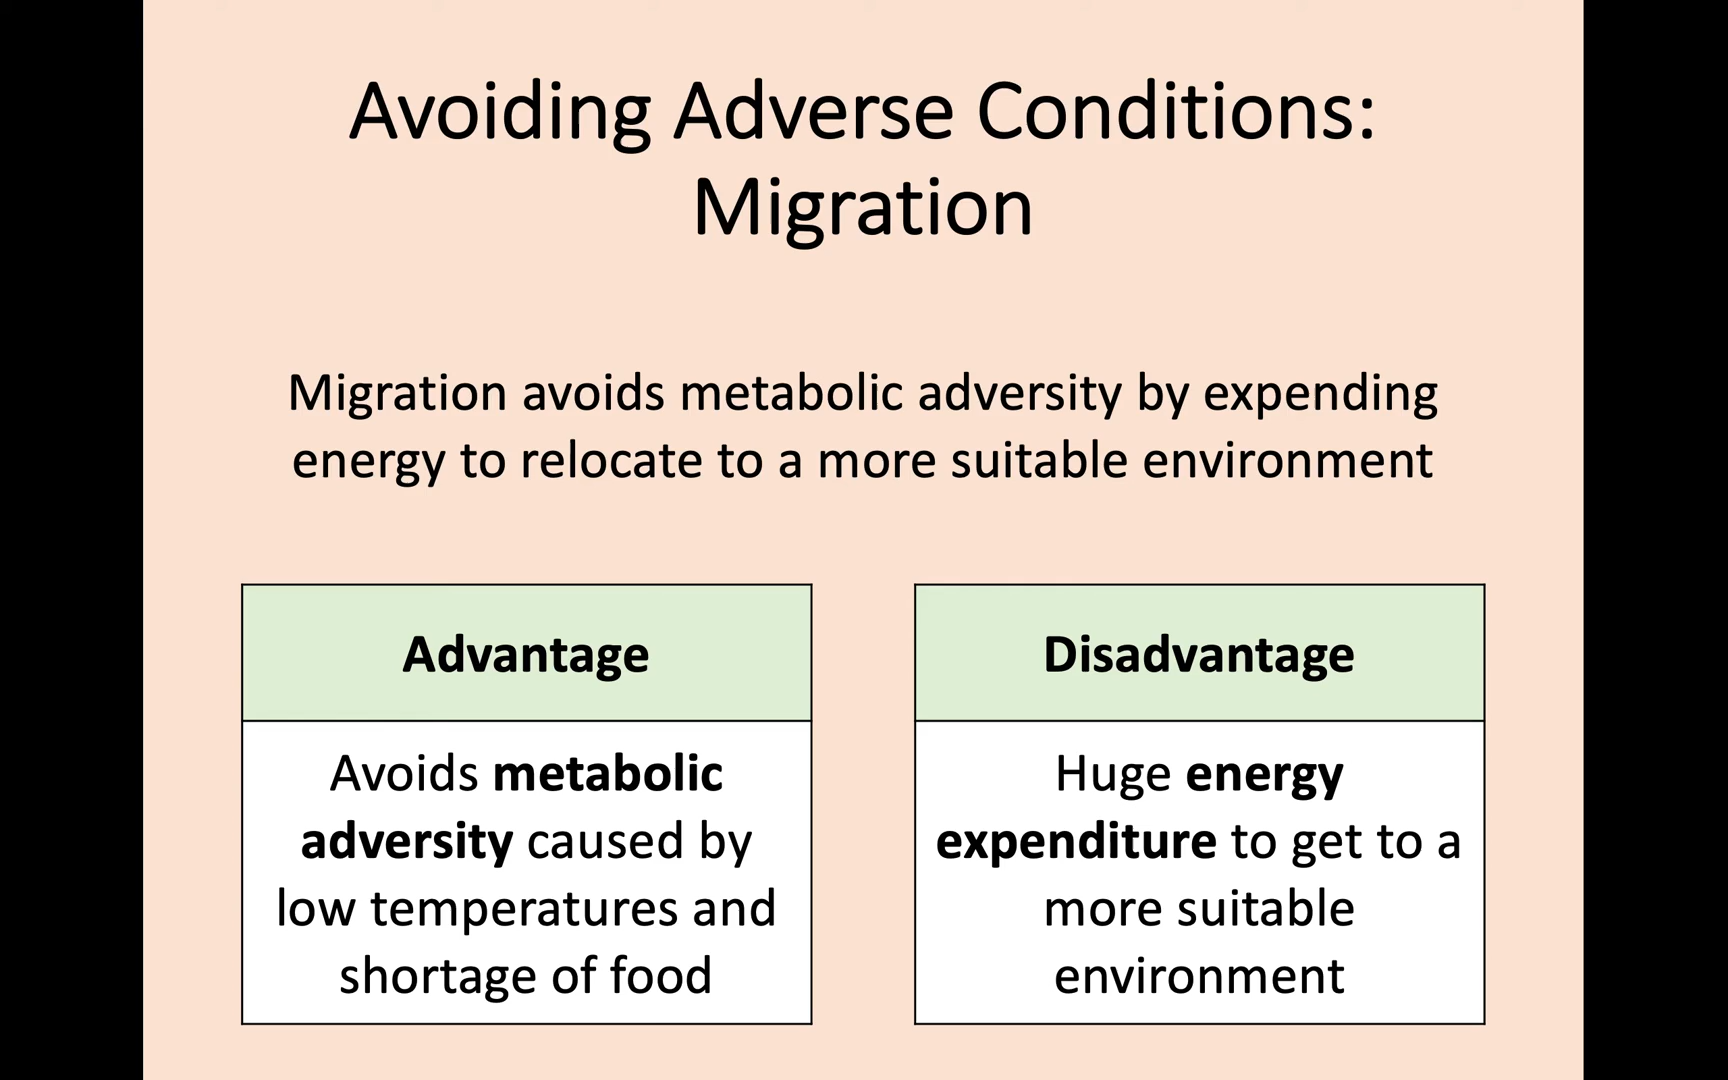 Avoiding Adverse Conditions:
Migration
Migration avoids metabolic adversity by expending
energy to relocate to a more suitable environment
Advantage
Avoids metabolic
adversity caused by
low temperatures and
shortage of food
Disadvantage
Huge energy
expenditure to get to a
more suitable
environment